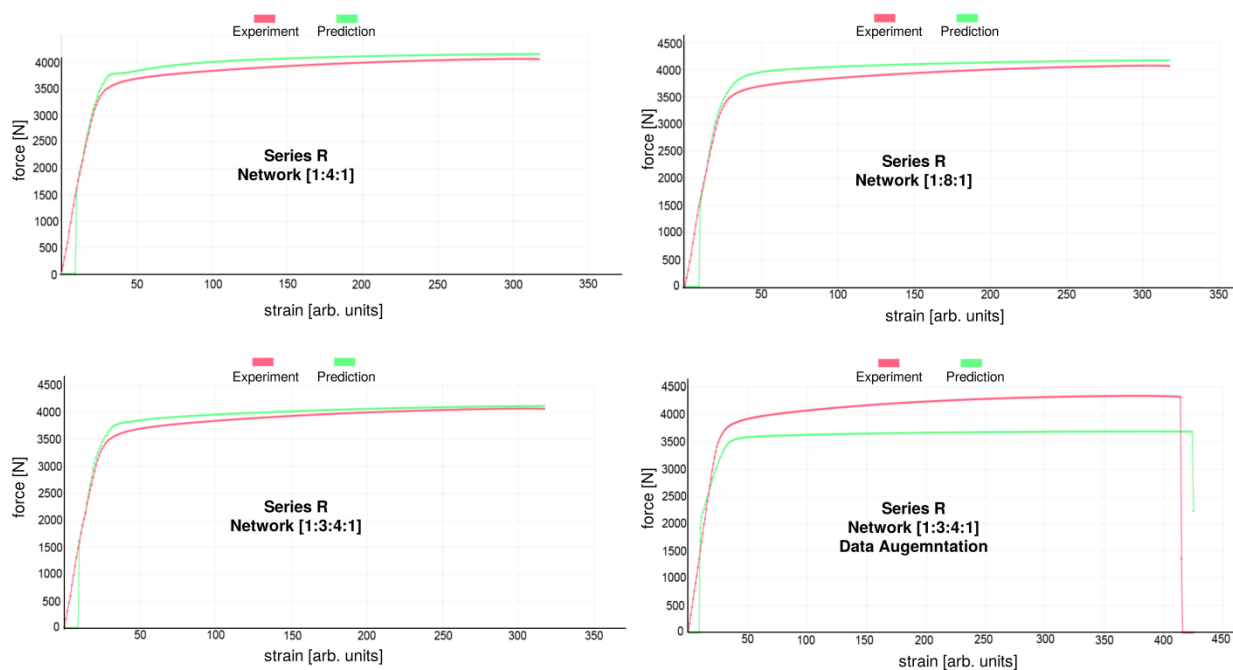 Experiment Prediction
4000
3500
3000
2500
2000
1500
1000
500
0
force [N]
Series R
Network [1:4:1]
50 100 150 200 250 300 350
strain [arb. units]
Experiment Prediction
4500
4000
3500
3000
2500
2000
1500
1000
500
0
force [N]
Series R
Network [1:8:1]
50 100 150 200 250 300 350
strain [arb. units]
Experiment Prediction
4500
4000
3500
3000
2500
2000
1500
1000
500
0
force [N]
Series R
Network [1:3:4:1]
50 100 150 200 250 300 350
strain [arb. units]
Experiment Prediction
4500
4000
3500
3000
2500
2000
1500
1000
500
0
force [N]
Series R
Network [1:3:4:1]
Data Augemntation
50 100 150 200 250 300 350 400 450
strain [arb. units]